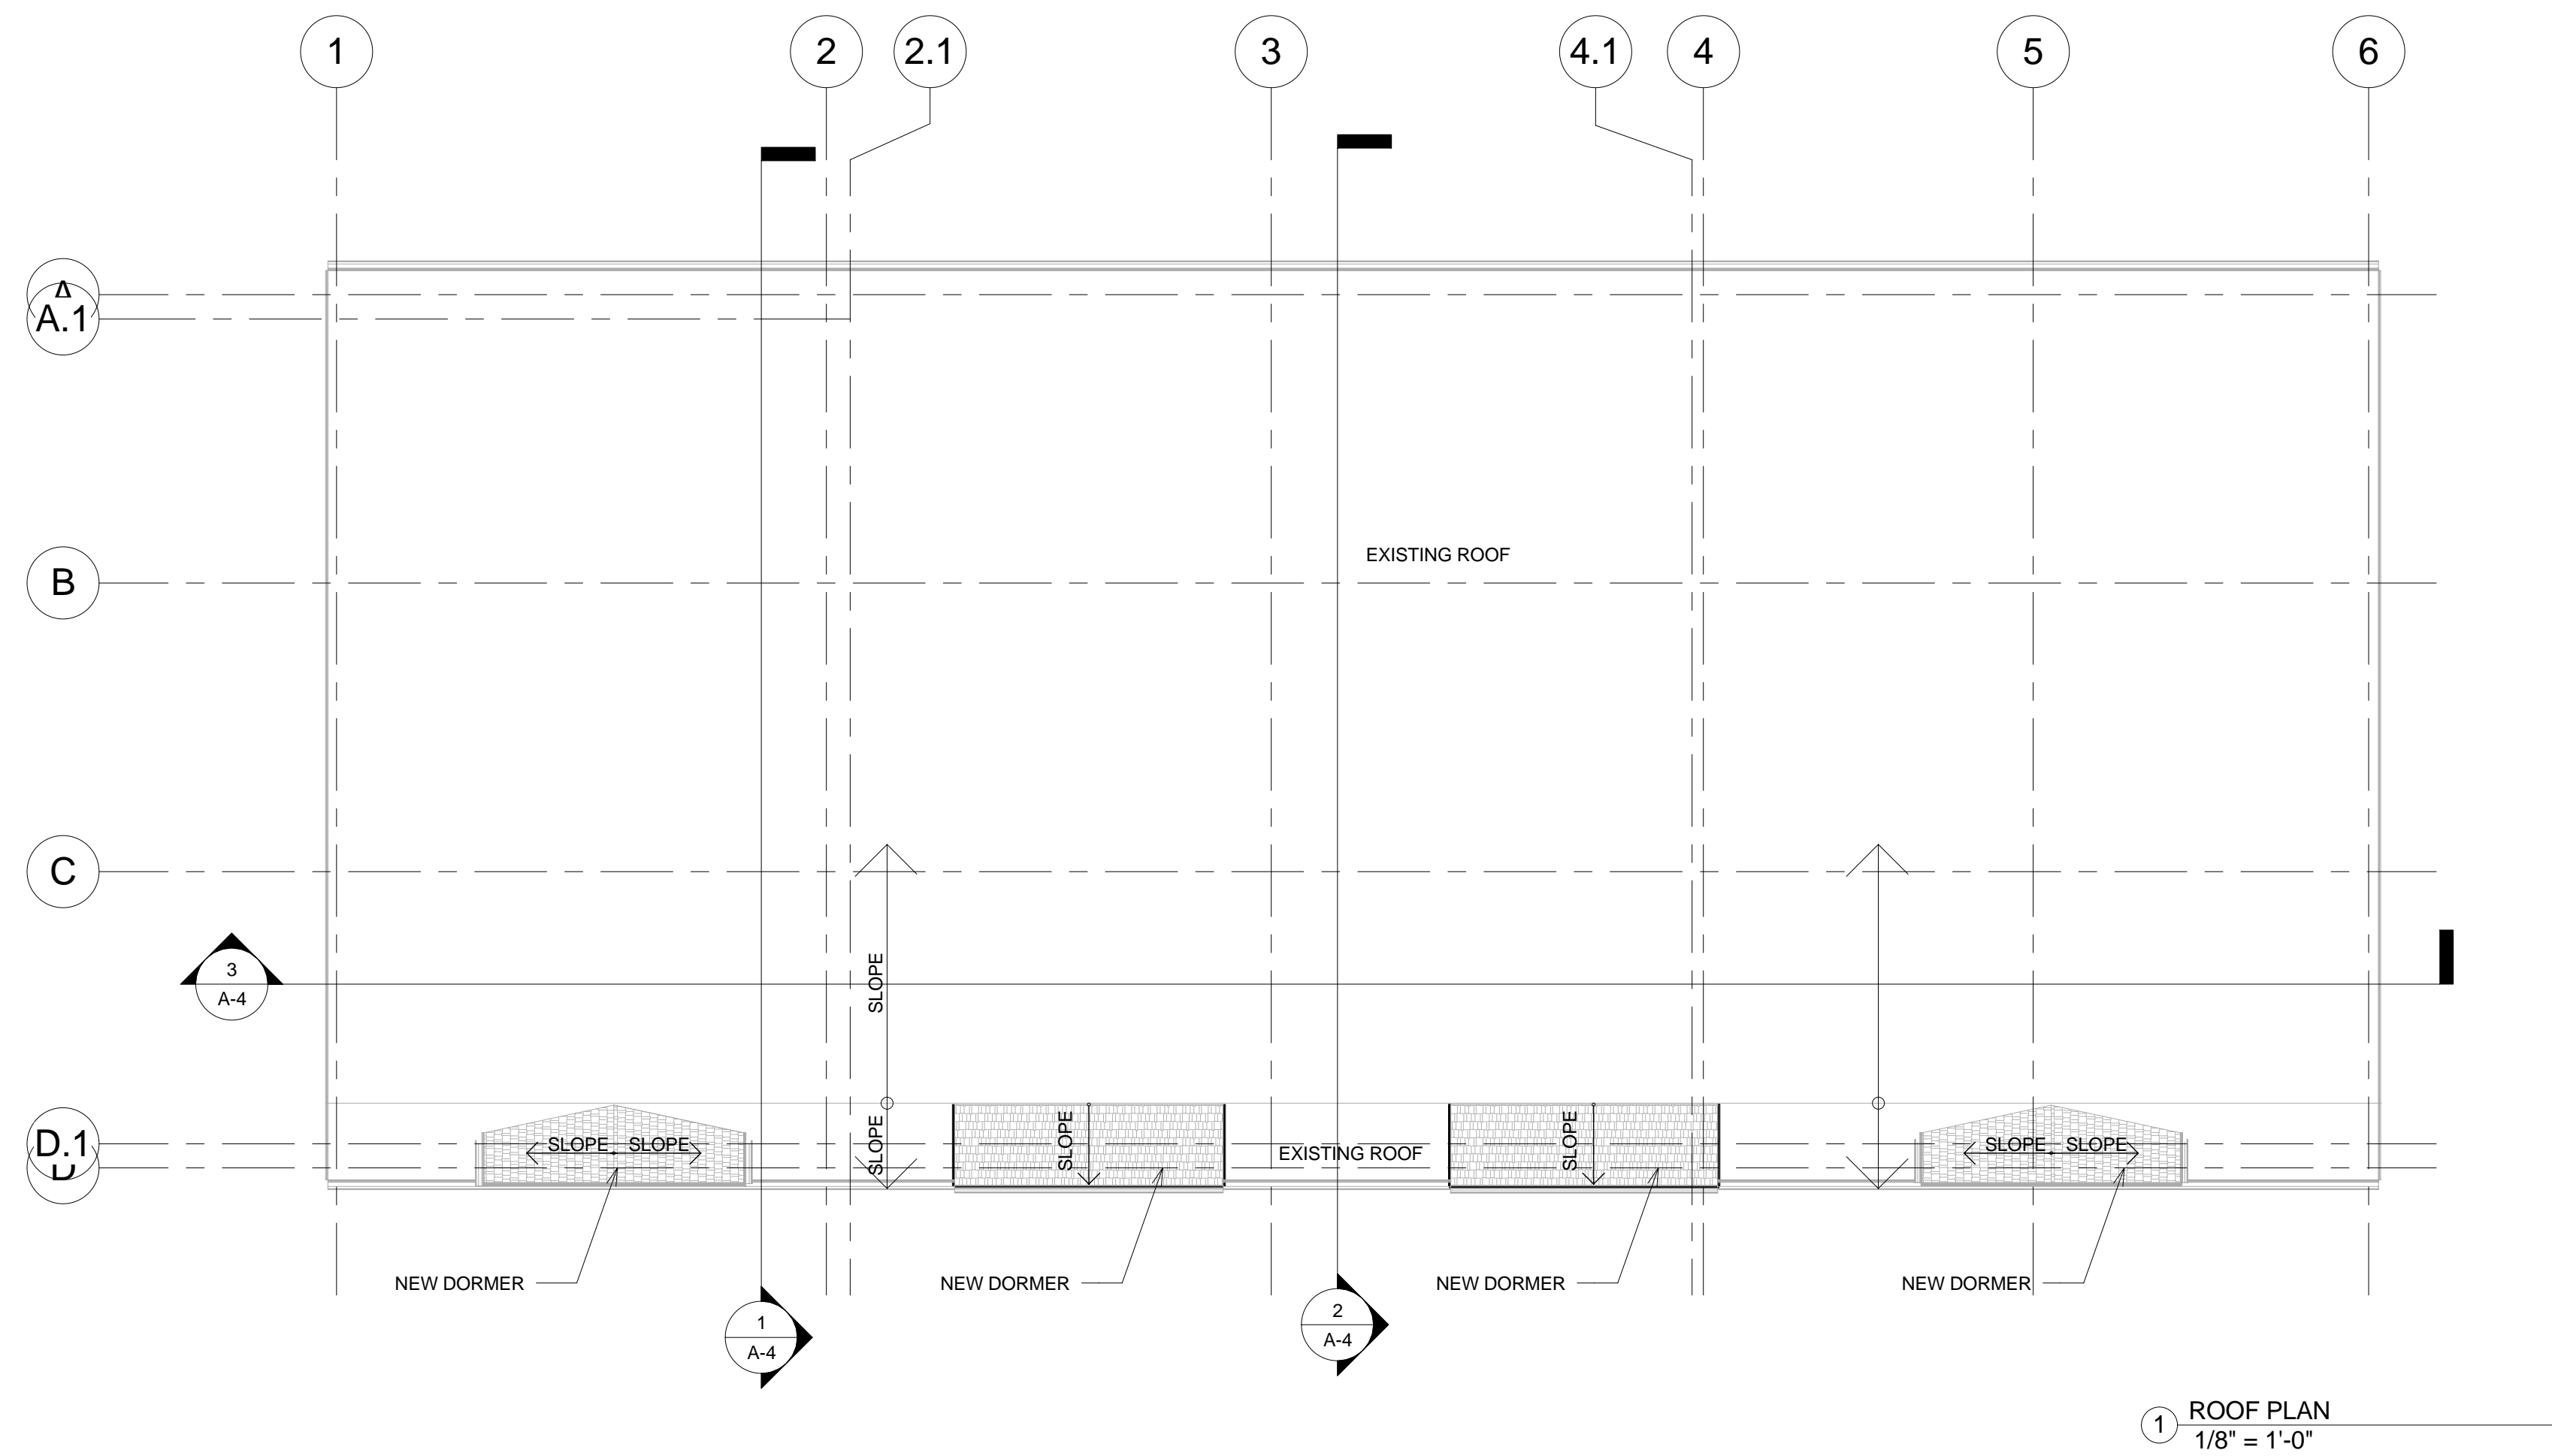 1 2 2.1 3 4.1 4 5 6
A
A.1
B
EXISTING ROOF
C
3
A-4
SLOPE
D.1
D
SLOPE SLOPE
SLOPE
SLOPE
EXISTING ROOF
SLOPE
SLOPE SLOPE
NEW DORMER NEW DORMER NEW DORMER NEW DORMER
1
A-4
2
A-4
1 ROOF PLAN
1/8" = 1'-0"